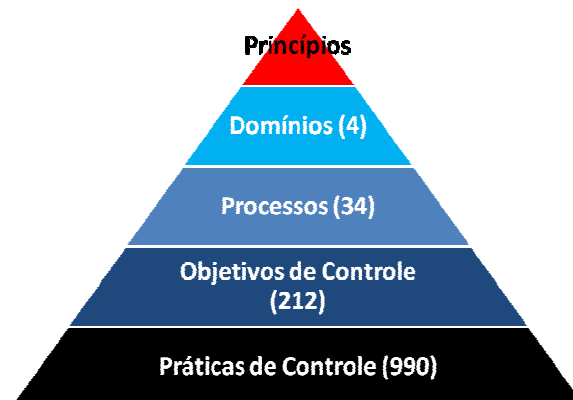 Princípios
Domínios (4)
Processos (34)
Objetivos de Controle
(212)
Práticas de Controle (990)